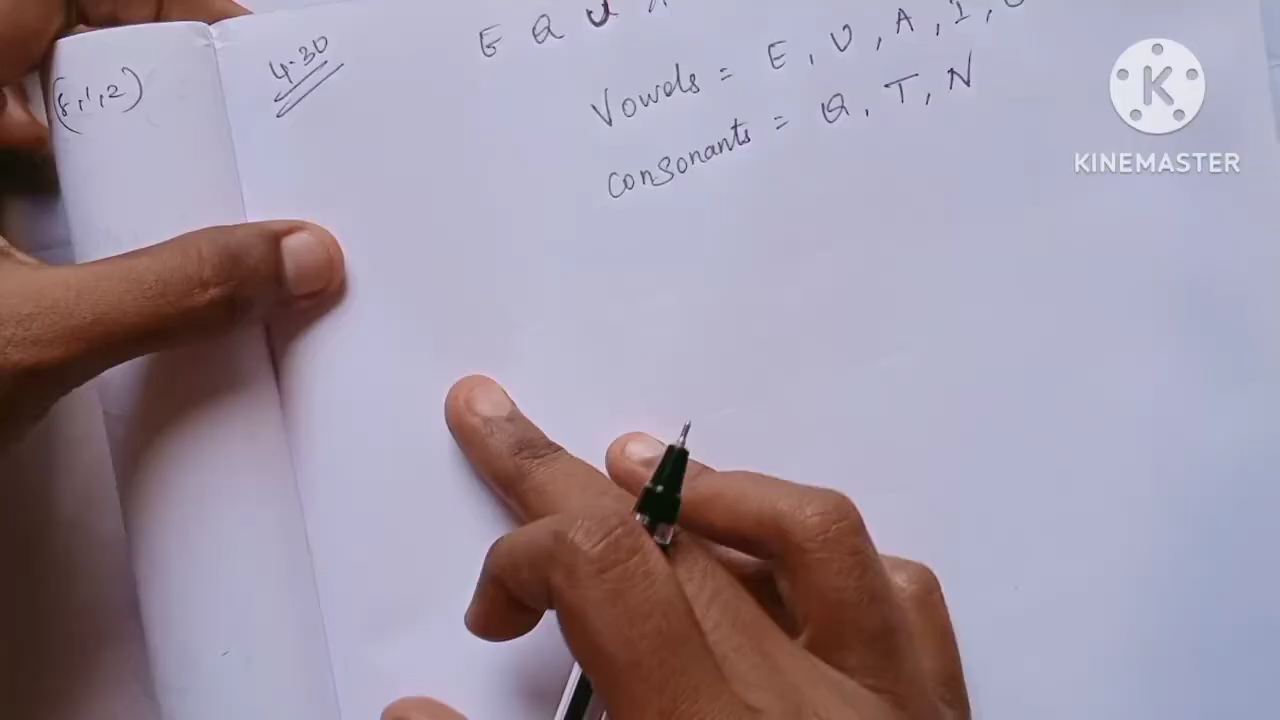 E Q U
Vowels = E, U, A, I,
consonants = Q, T, N
4.30
(8,1,2)
KINEMASTER